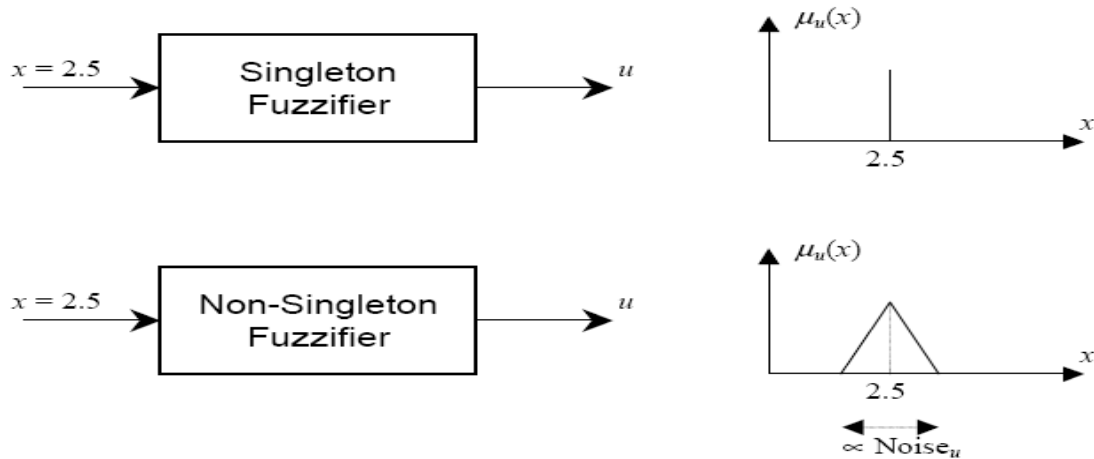 x = 2.5
Singleton
Fuzzifier
u
μu(x)
x
2.5
x = 2.5
Non-Singleton
Fuzzifier
u
μu(x)
x
2.5
∝ Noiseu